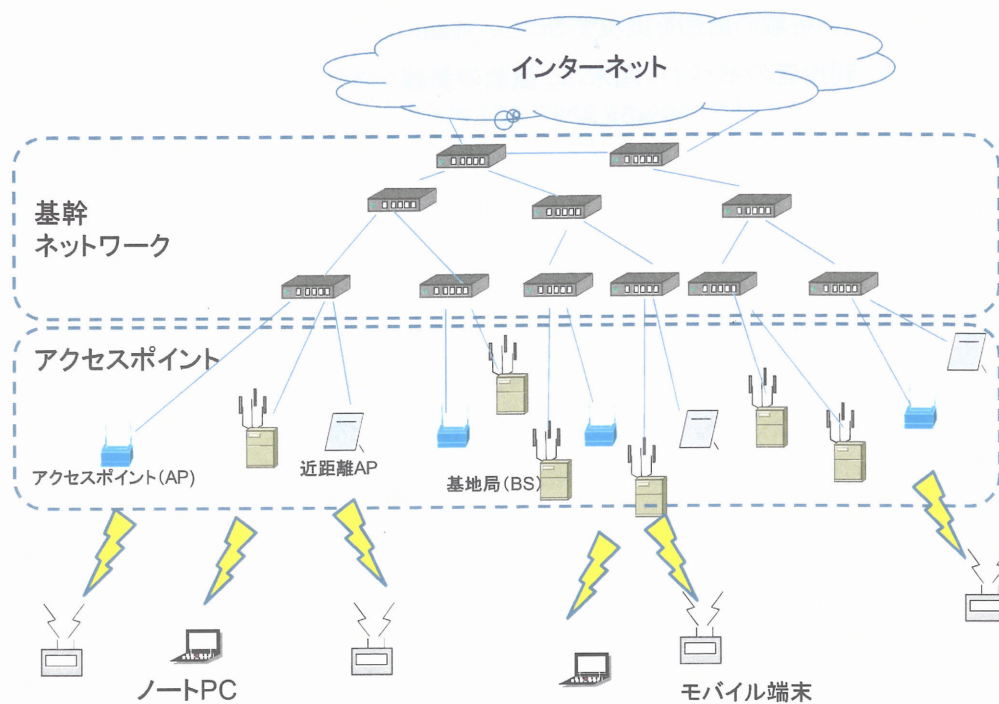 インターネット
基幹
ネットワーク
アクセスポイント
アクセスポイント(AP)
近距離AP
基地局(BS)
ノートPC
モバイル端末